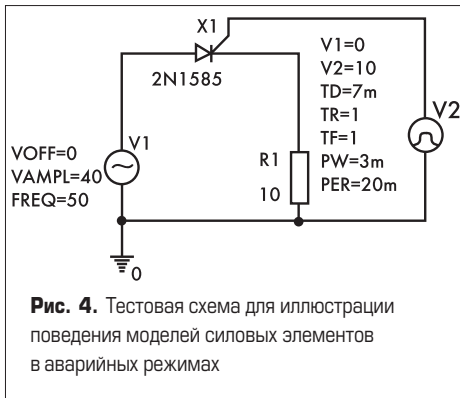 X1
2N1585
V1=0
V2=10
TD=7m
TR=1
TF=1
PW=3m
PER=20m
V2
V1
VOFF=0
VAMPL=40
FREQ=50
R1
10
0
Рис. 4. Тестовая схема для иллюстрации
поведения моделей силовых элементов
в аварийных режимах